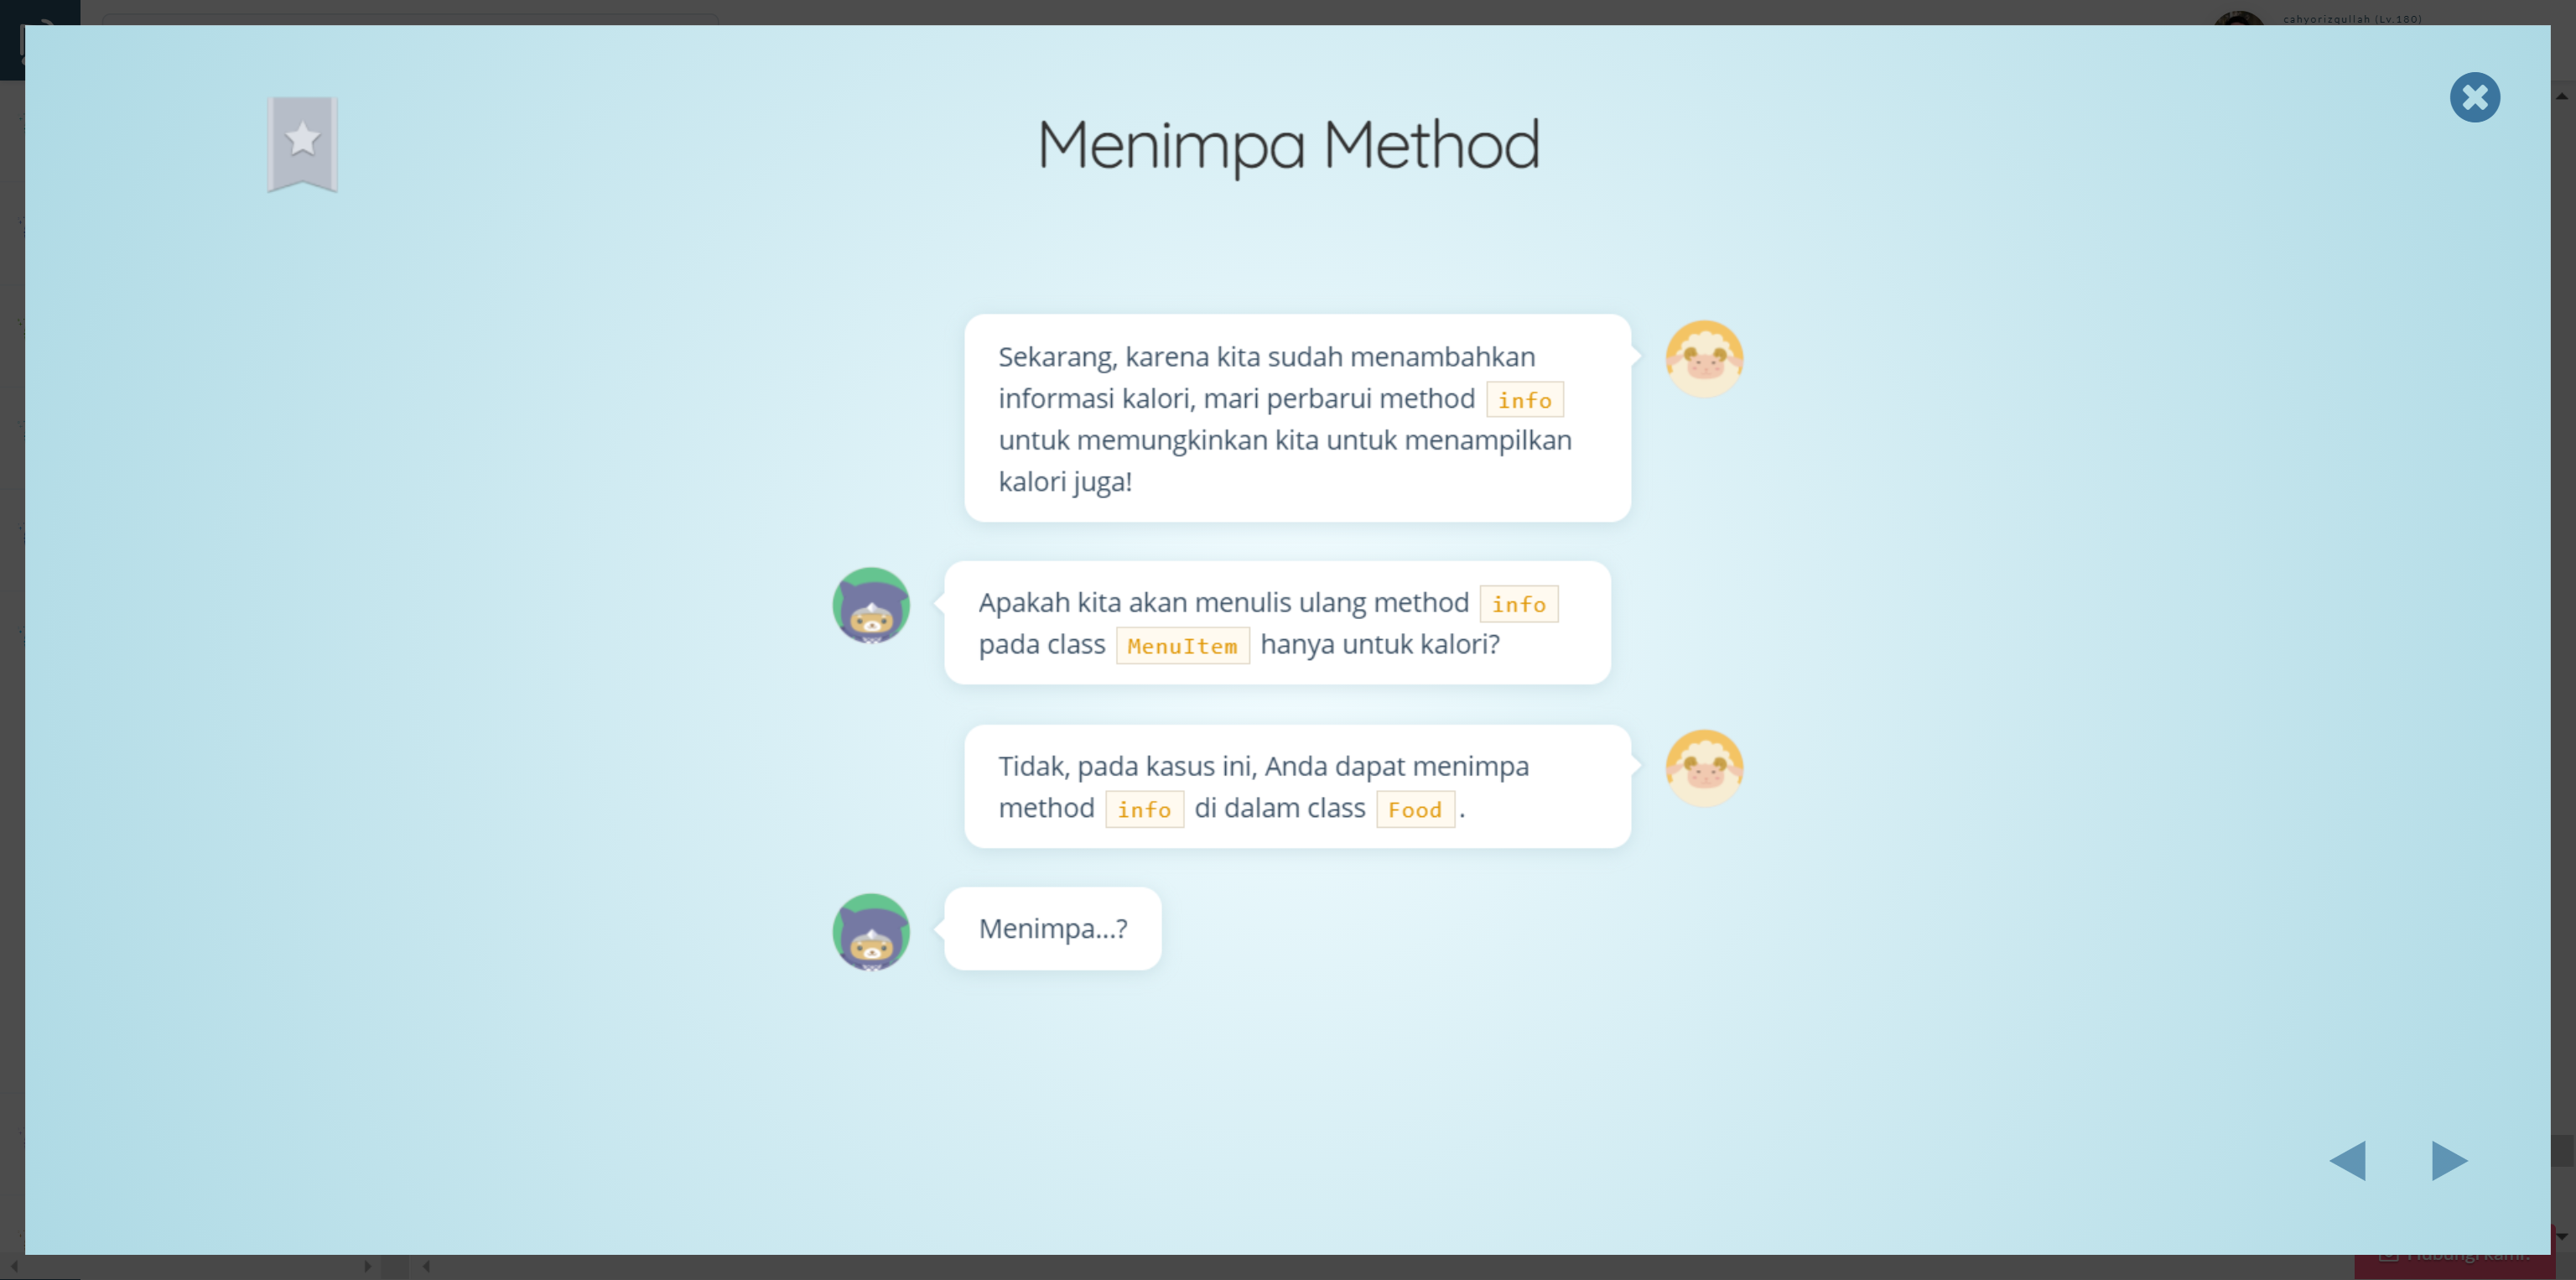 cahyorizqullah (Lv.180)
Menimpa Method
Sekarang, karena kita sudah menambahkan
informasi kalori, mari perbarui method info
untuk memungkinkan kita untuk menampilkan
kalori juga!
Apakah kita akan menulis ulang method info
pada class MenuItem hanya untuk kalori?
Tidak, pada kasus ini, Anda dapat menimpa
method info di dalam class Food .
Menimpa...?
Hubungi kami!